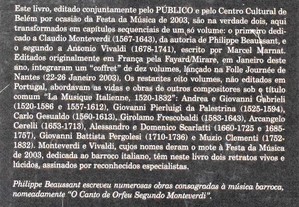 Este livro, editado conjuntamente pelo PÚBLICO e pelo Centro Cultural de
Belém por ocasião da Festa da Música de 2003, são na verdade dois, aqui
transformados em capítulos sequenciais de um só volume: o primeiro dedi-
cado a Claudio Monteverdi (1567-1643), da autoria de Philippe Beaussant, e
o segundo a Antonio Vivaldi (1678-1741), escrito por Marcel Marnat.
Editados originalmente em França pela Fayard/Mirare, em Janeiro deste
ano, integraram um "coffret" de dez volumes, lançado na Folle Journée de
Nantes (22-26 Janeiro 2003). Os restantes oito volumes, não editados em
Portugal, abordavam as vidas e obras de outros compositores sob o título
comum "La Musique Italienne, 1520-1832": Andrea e Giovanni Gabrieli
(1520-1586 e 1557-1612), Giovanni Pierluigi da Palestrina (1525-1594),
Carlo Gesualdo (1560-1613), Girolamo Frescobaldi (1583-1643), Arcangelo
Corelli (1653-1713), Alessandro e Domenico Scarlatti (1660-1725 e 1685-
1757), Giovanni Battista Pergolesi (1710-1736) e Muzio Clementi (1752-
1832). Monteverdi e Vivaldi, cujos nomes deram o mote à Festa da Música
de 2003, dedicada ao barroco italiano, têm neste livro dois retratos vivos e
lúcidos, assinados por reconhecidos especialistas.
Philippe Beaussant escreveu numerosas obras consagradas à música barroca,
nomeadamente "O Canto de Orfeu Segundo Monteverdi".